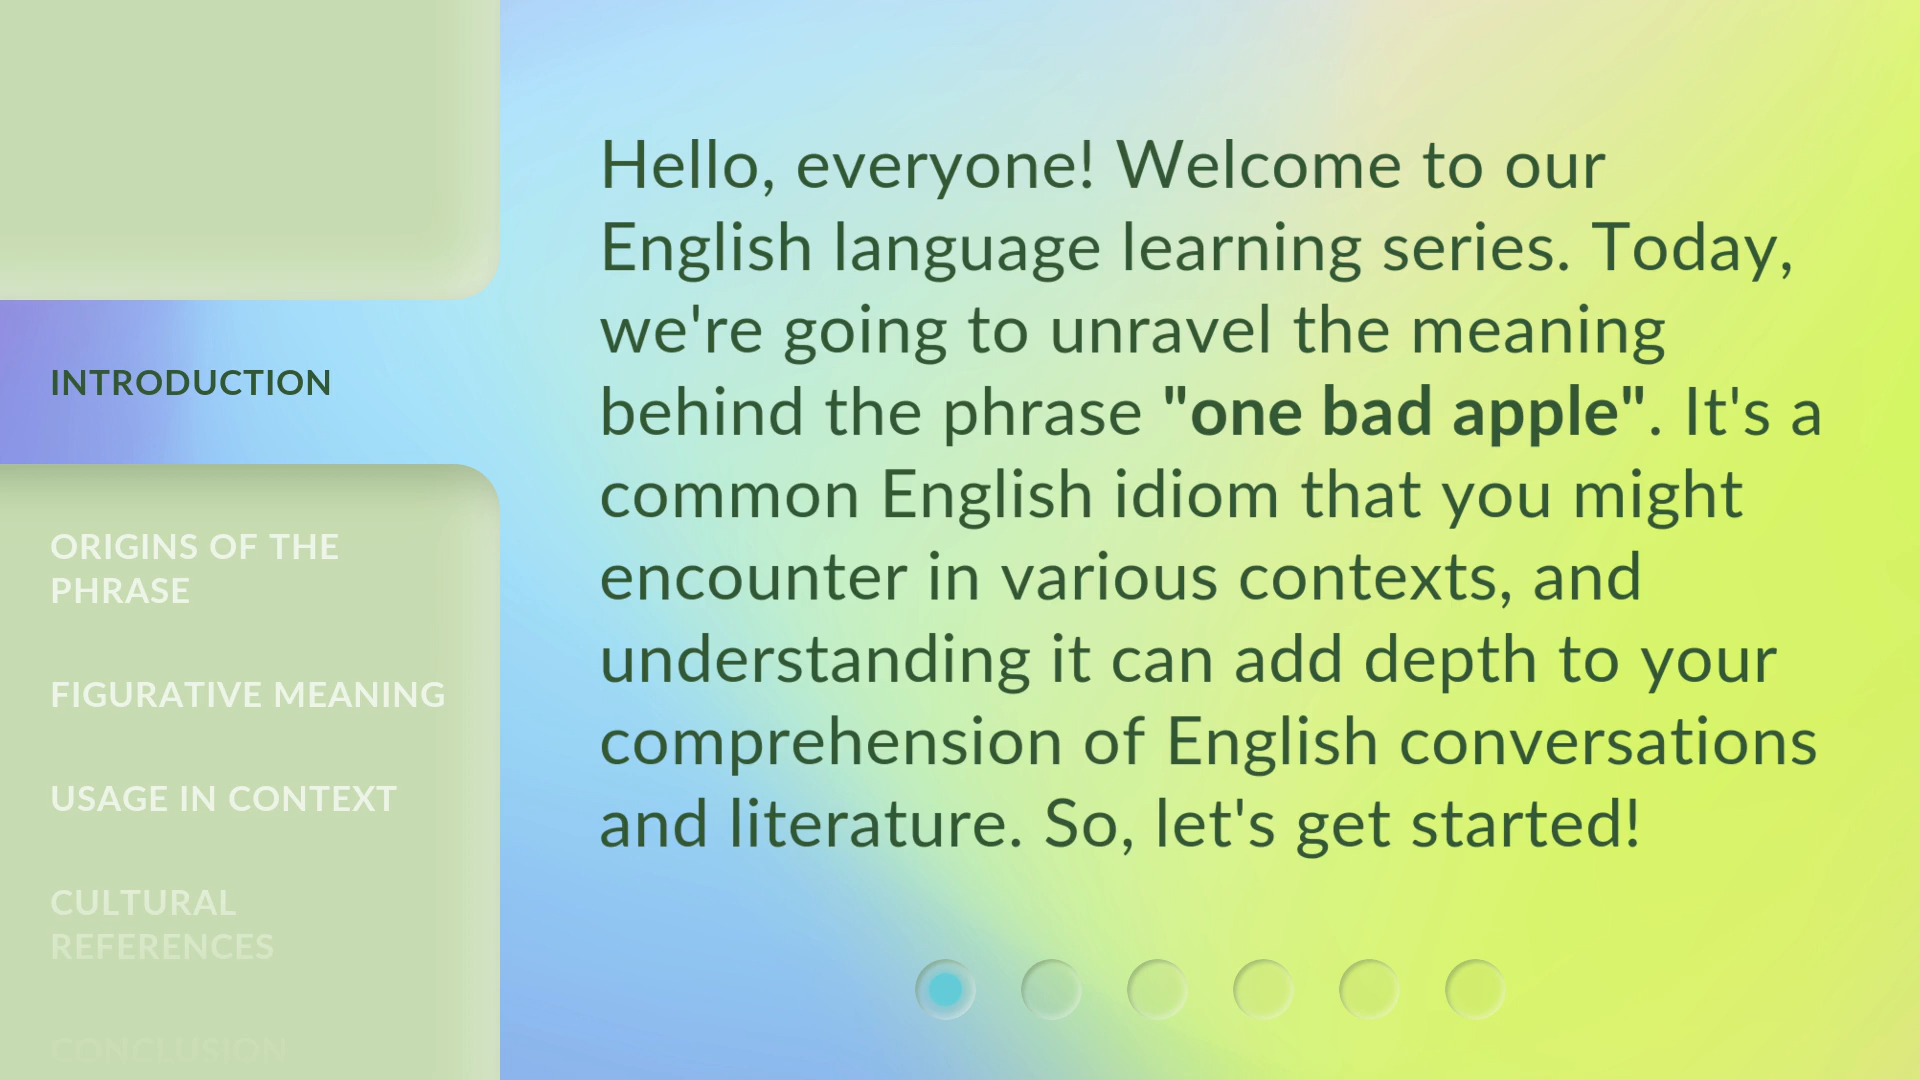 INTRODUCTION
ORIGINS OF THE
PHRASE
FIGURATIVE MEANING
USAGE IN CONTEXT
CULTURAL
REFERENCES
CONCLUSION
Hello, everyone! Welcome to our
English language learning series. Today,
we're going to unravel the meaning
behind the phrase "one bad apple". It's a
common English idiom that you might
encounter in various contexts, and
understanding it can add depth to your
comprehension of English conversations
and literature. So, let's get started!